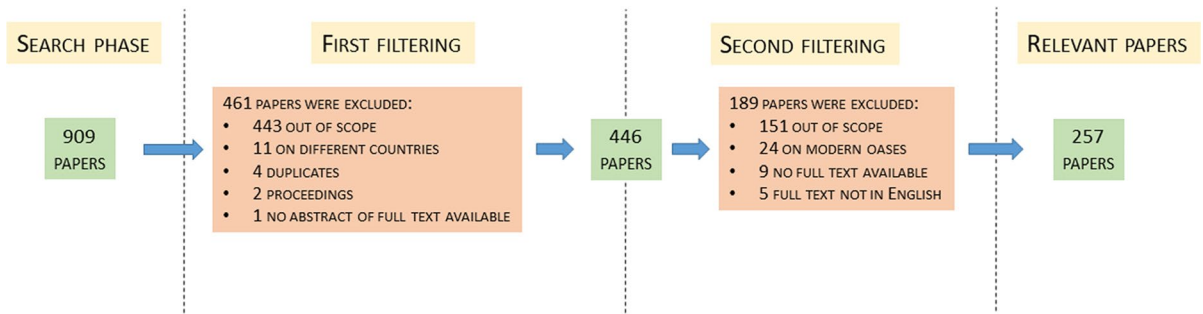 Search phase
909
papers
First filtering
461 papers were excluded:
• 443 out of scope
• 11 on different countries
• 4 duplicates
• 2 proceedings
• 1 no abstract of full text available
446
papers
Second filtering
189 papers were excluded:
• 151 out of scope
• 24 on modern oases
• 9 no full text available
• 5 full text not in English
Relevant papers
257
papers